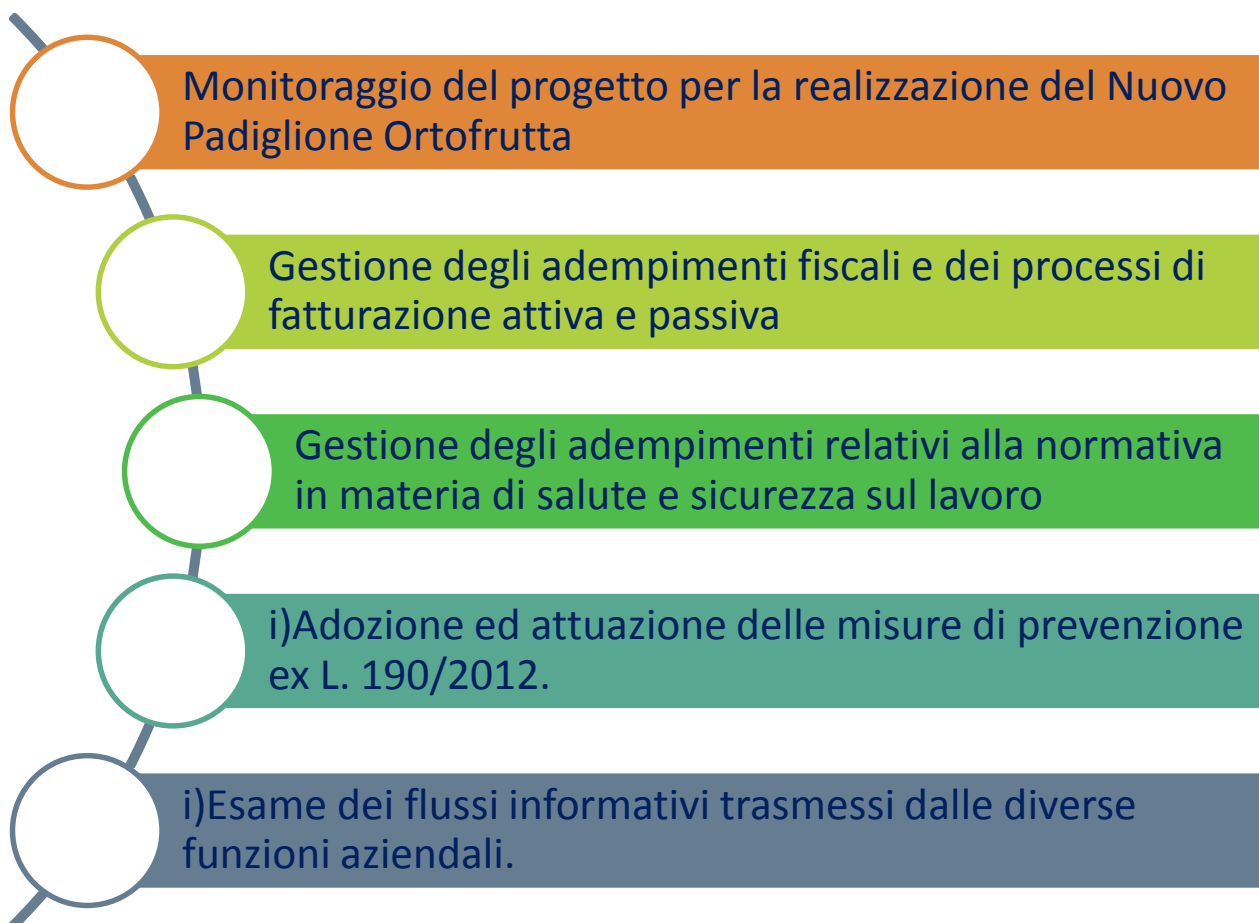 Monitoraggio del progetto per la realizzazione del Nuovo
Padiglione Ortofrutta
Gestione degli adempimenti fiscali e dei processi di
fatturazione attiva e passiva
Gestione degli adempimenti relativi alla normativa
in materia di salute e sicurezza sul lavoro
i)Adozione ed attuazione delle misure di prevenzione
ex L. 190/2012.
i)Esame dei flussi informativi trasmessi dalle diverse
funzioni aziendali.